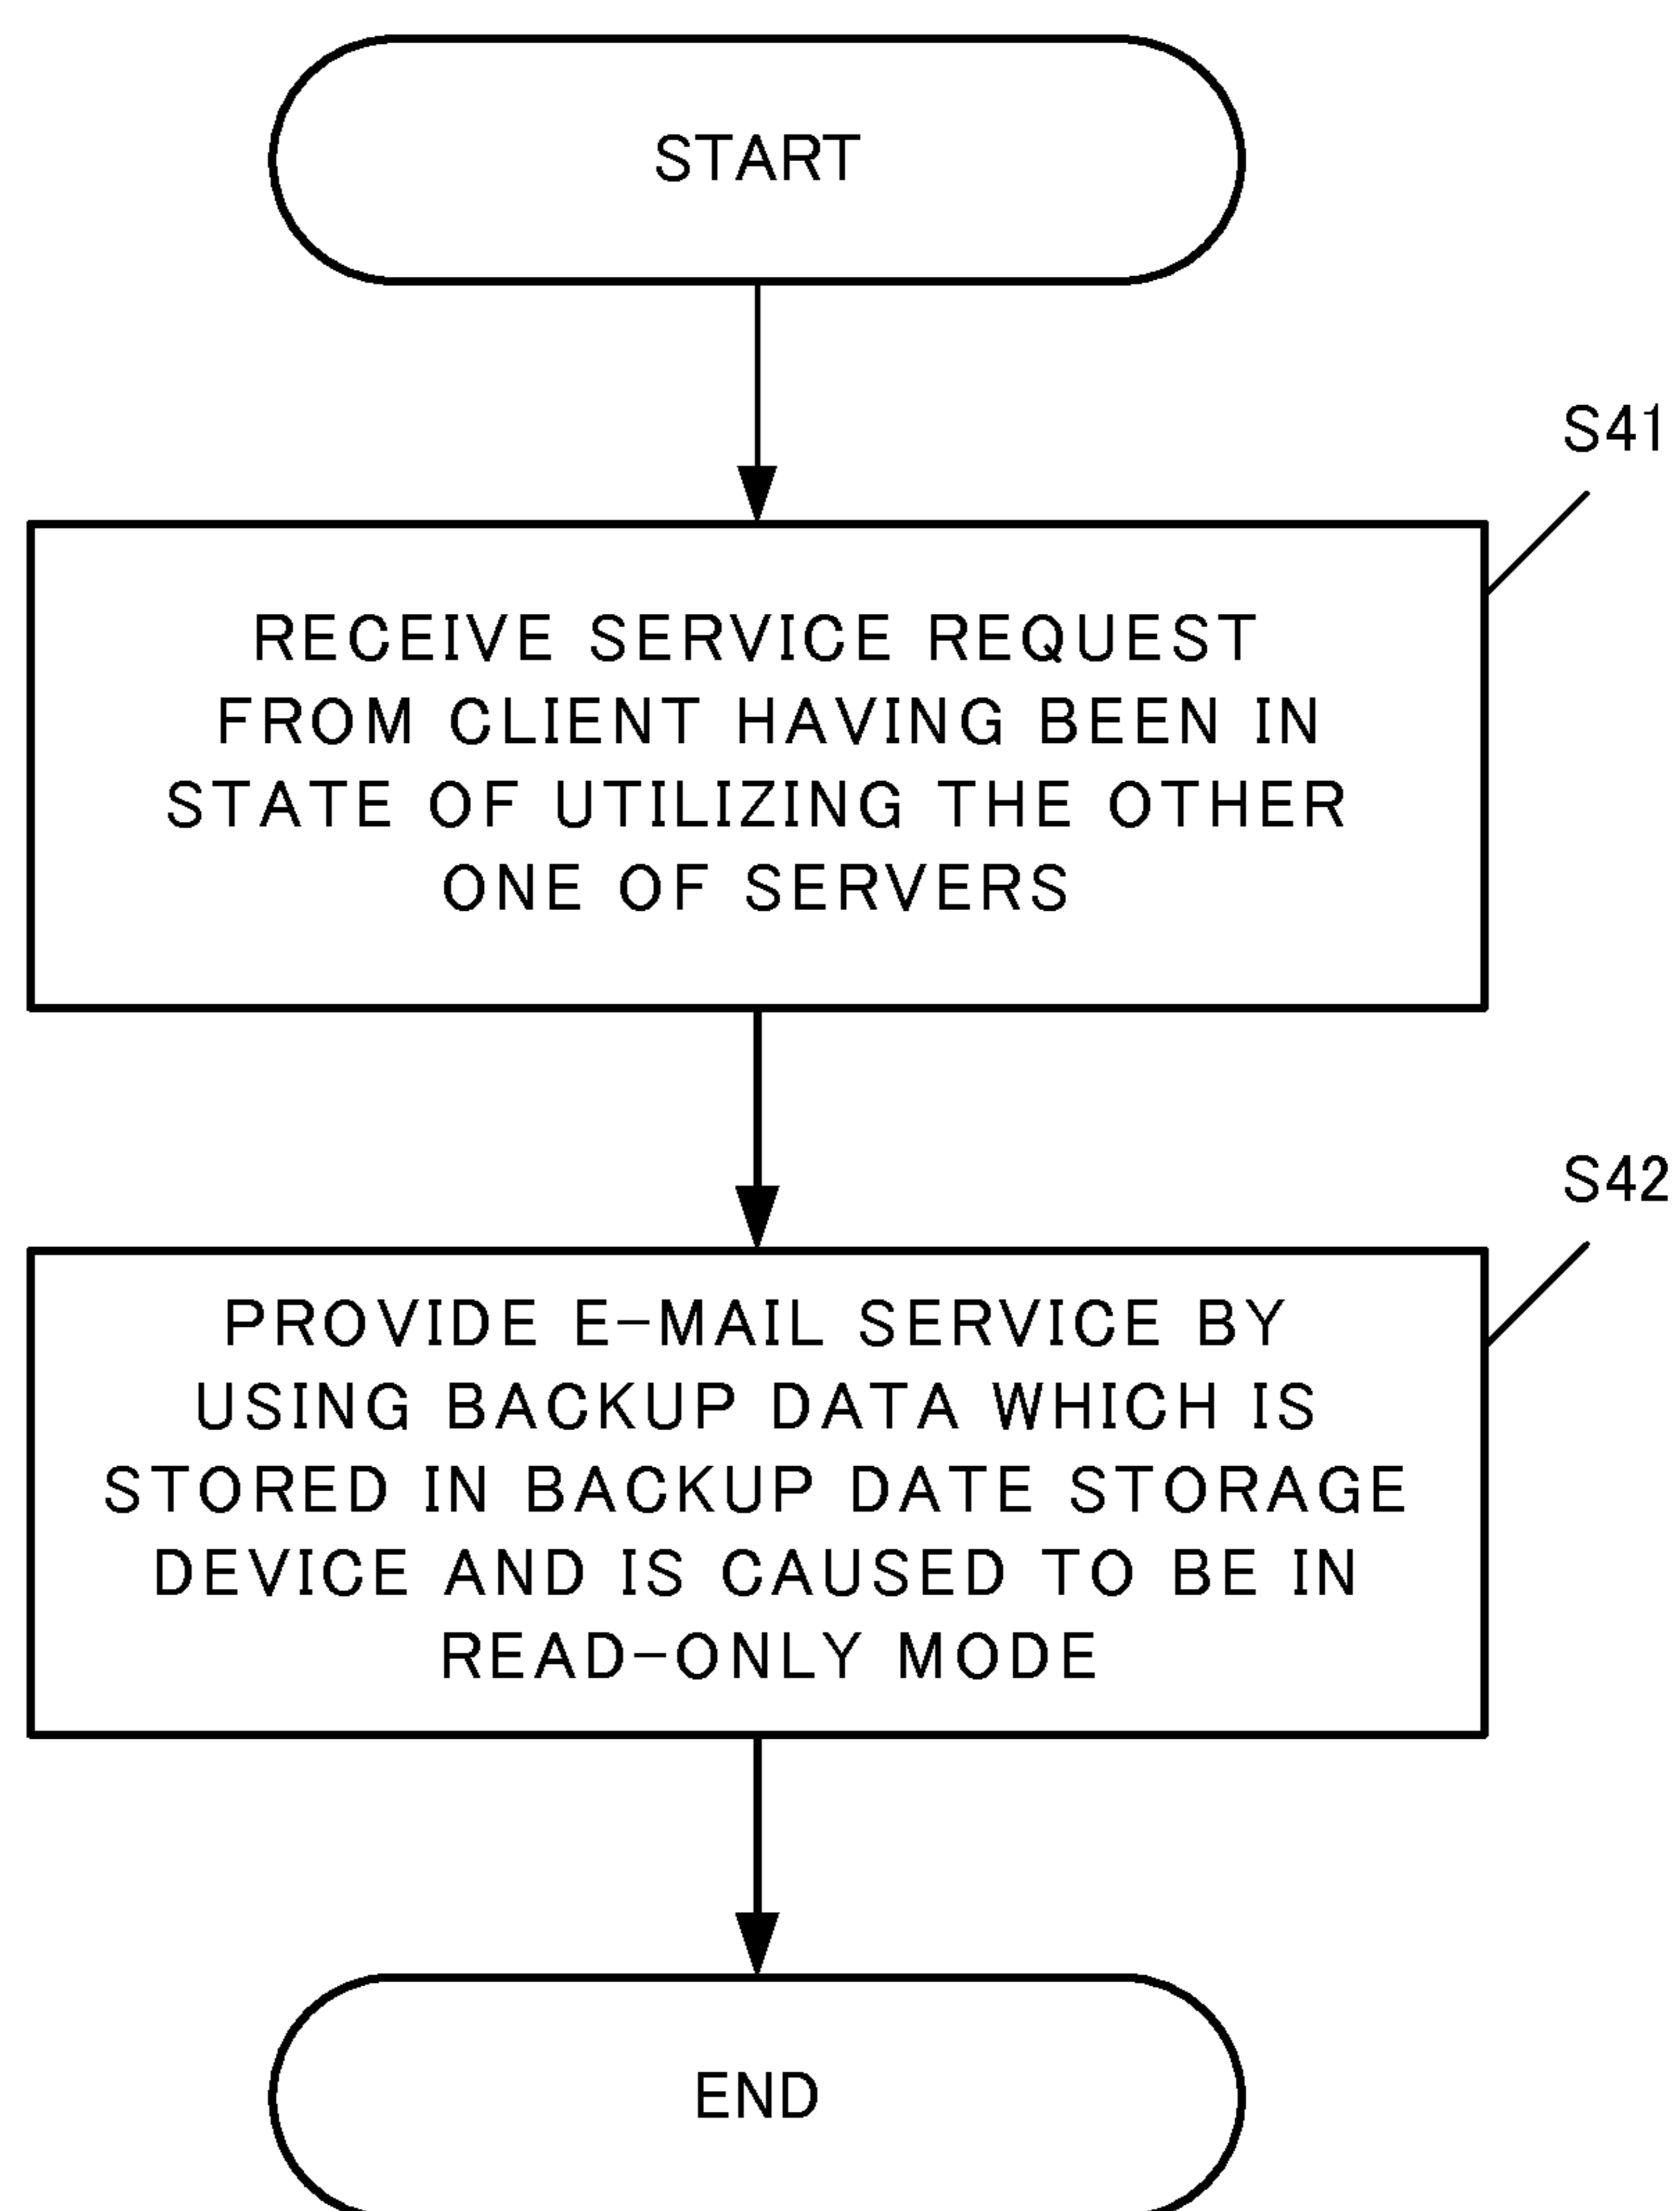 START
S41
RECEIVE SERVICE REQUEST
FROM CLIENT HAVING BEEN IN
STATE OF UTILIZING THE OTHER
ONE OF SERVERS
S42
PROVIDE E-MAIL SERVICE BY
USING BACKUP DATA WHICH IS
STORED IN BACKUP DATE STORAGE
DEVICE AND IS CAUSED TO BE IN
READ-ONLY MODE
END